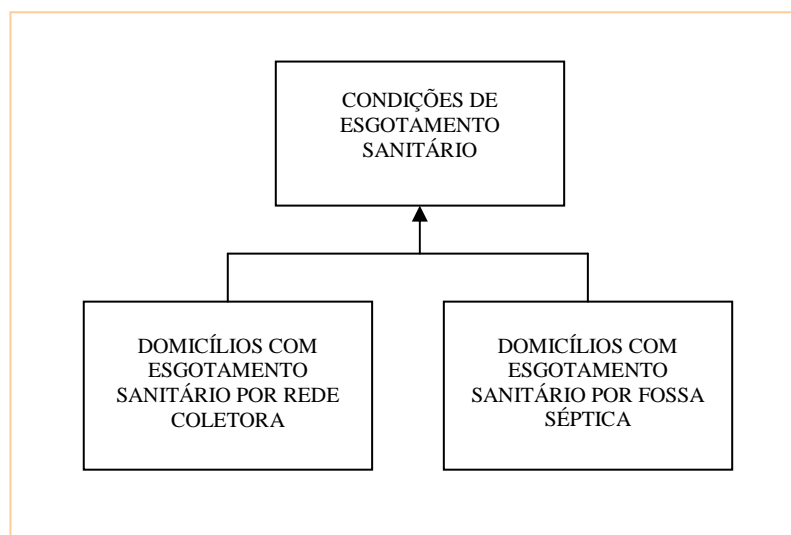 CONDIÇÕES DE
ESGOTAMENTO
SANITÁRIO
DOMICÍLIOS COM
ESGOTAMENTO
SANITÁRIO POR REDE
COLETORA
DOMICÍLIOS COM
ESGOTAMENTO
SANITÁRIO POR FOSSA
SÉPTICA